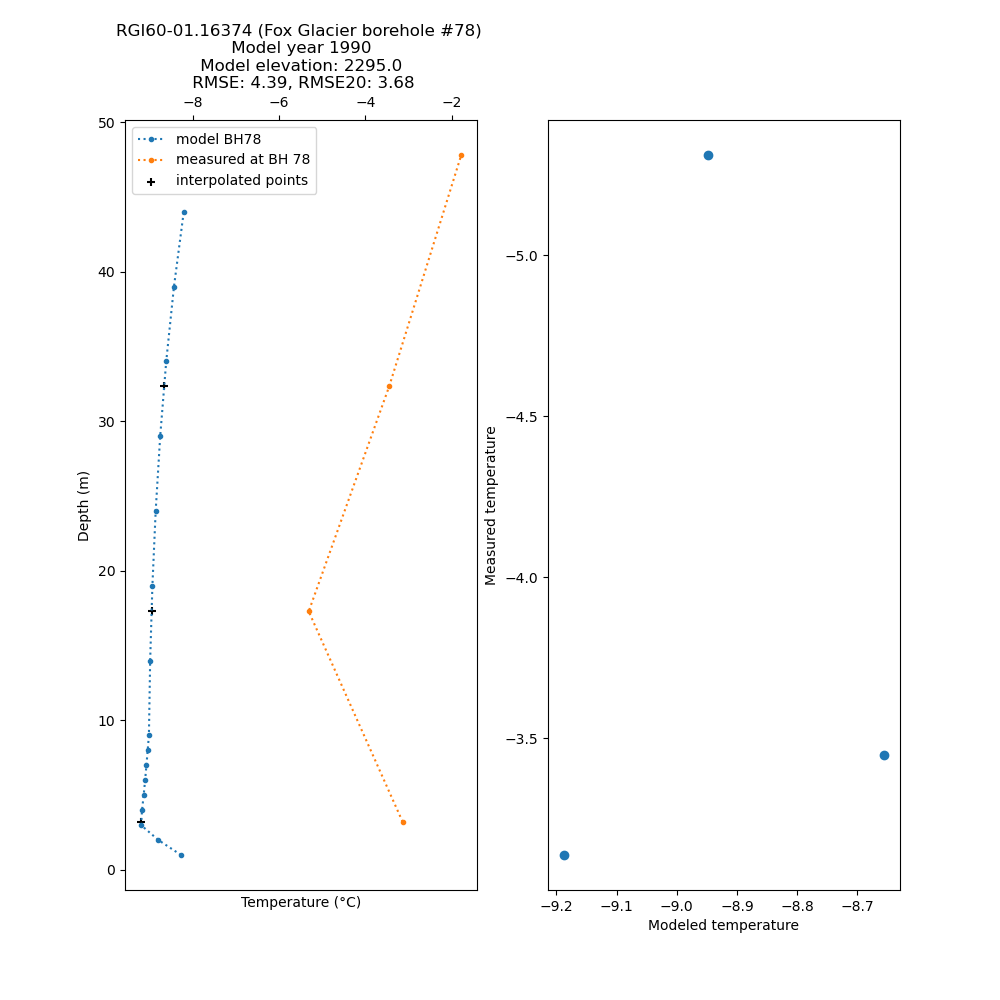 RGI60-01.16374 (Fox Glacier borehole #78)
Model year 1990
Model elevation: 2295.0
RMSE: 4.39, RMSE20: 3.68
−8 −6 −4 −2
model BH78
measured at BH 78
interpolated points
50
40
30
20
10
0
Depth (m)
Temperature (°C)
−5.0
−4.5
−4.0
−3.5
Measured temperature
−9.2 −9.1 −9.0 −8.9 −8.8 −8.7
Modeled temperature